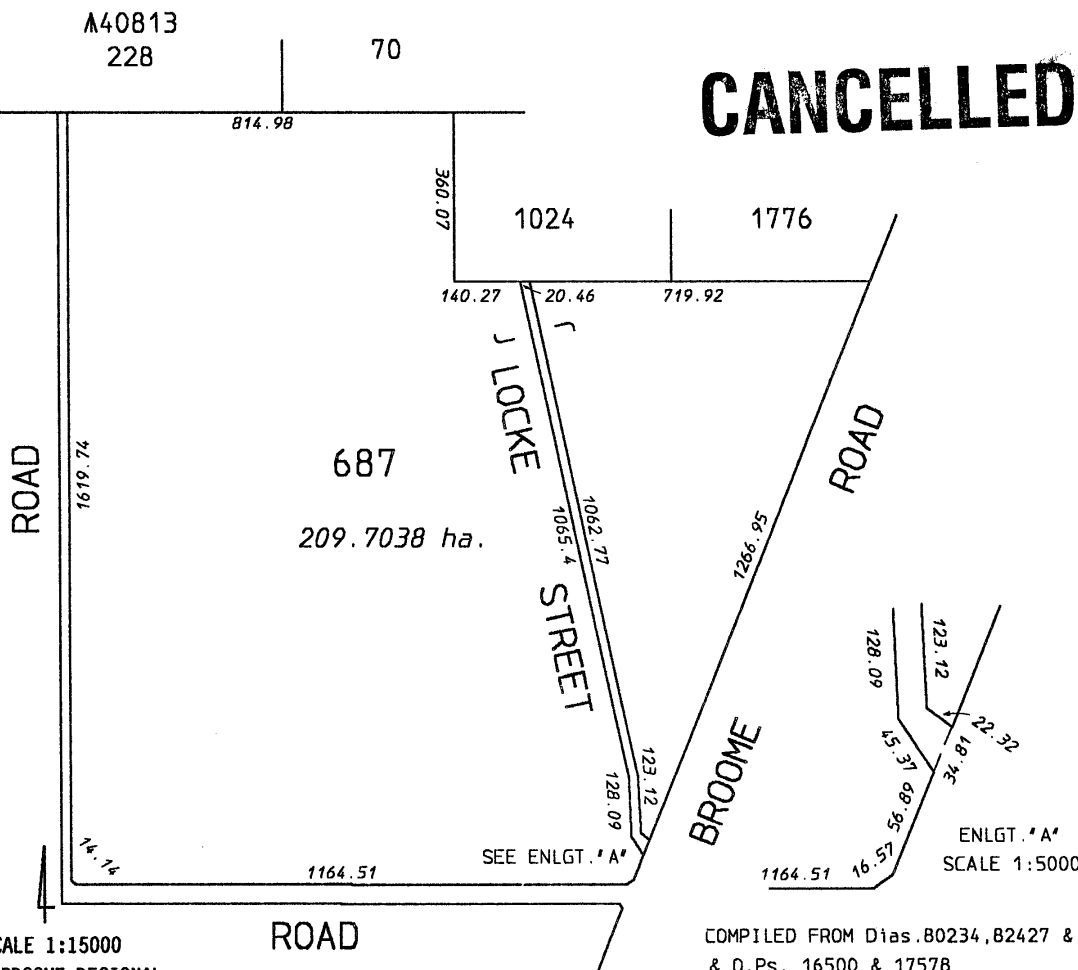 A40813
228
70
CANCELLED
814.98
360.07
1024
1776
140.27
20.46
719.92
LOCKE
STREET
ROAD
1619.74
687
209.7038 ha.
1065.4
1062.77
1266.95
ROAD
BROOME
128.09
123.12
14.14
1164.51
SEE ENLGT."A"
128.09
123.12
22.32
45.37
34.81
56.89
16.57
1164.51
ENLGT."A"
SCALE 1:5000
ROAD
CALE 1:15000
COMPILED FROM Dias.80234,82427 &
& O.Ps. 16500 & 17578